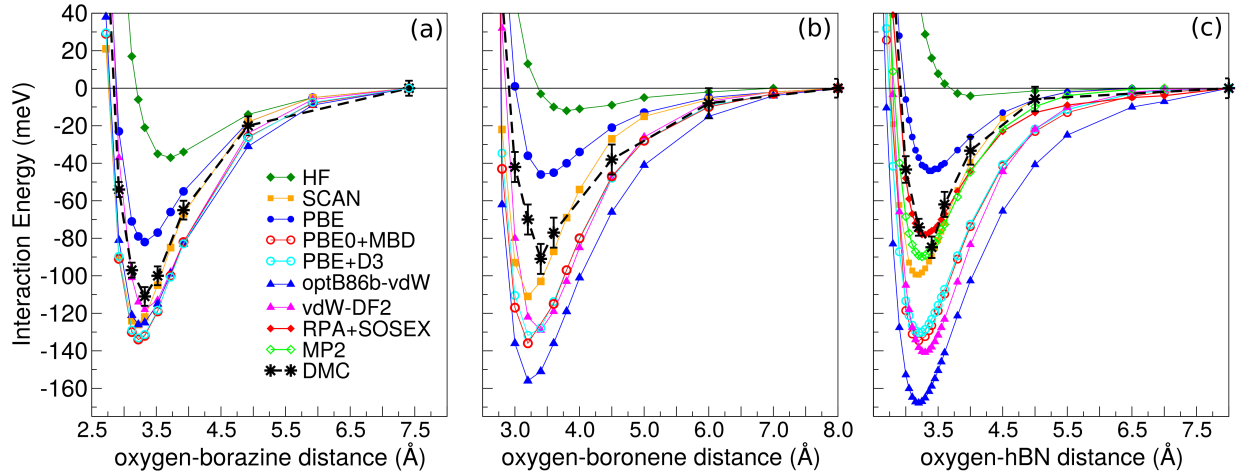 (a)
(b)
(c)
Interaction Energy (meV)
40
20
0
-20
-40
-60
-80
-100
-120
-140
-160
HF
SCAN
PBE
PBE0+MBD
PBE+D3
optB86b-vdW
vdW-DF2
RPA+SOSEX
MP2
DMC
2.5 3.5 4.5 5.5 6.5 7.5
3.0 4.0 5.0 6.0 7.0 8.0
3.5 4.5 5.5 6.5 7.5
oxygen-borazine distance (Å)
oxygen-boronene distance (Å)
oxygen-hBN distance (Å)